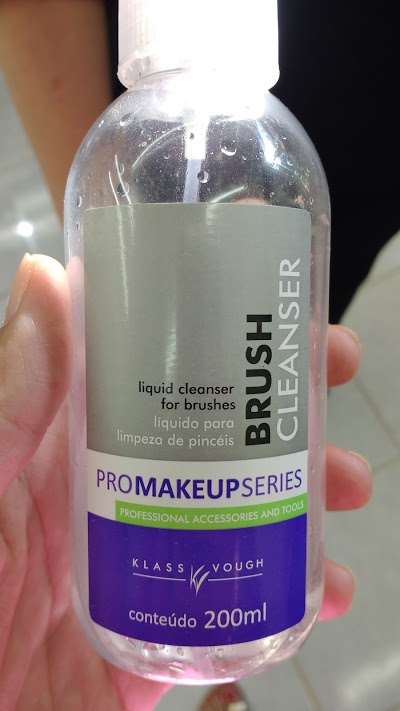 BRUSH
CLEANSER
liquid cleanser
for brushes
líquido para
limpeza de pincéis
PROMAKEUPSERIES
PROFESSIONAL ACCESSORIES AND TOOLS
KLASS VOUGH
conteúdo 200ml